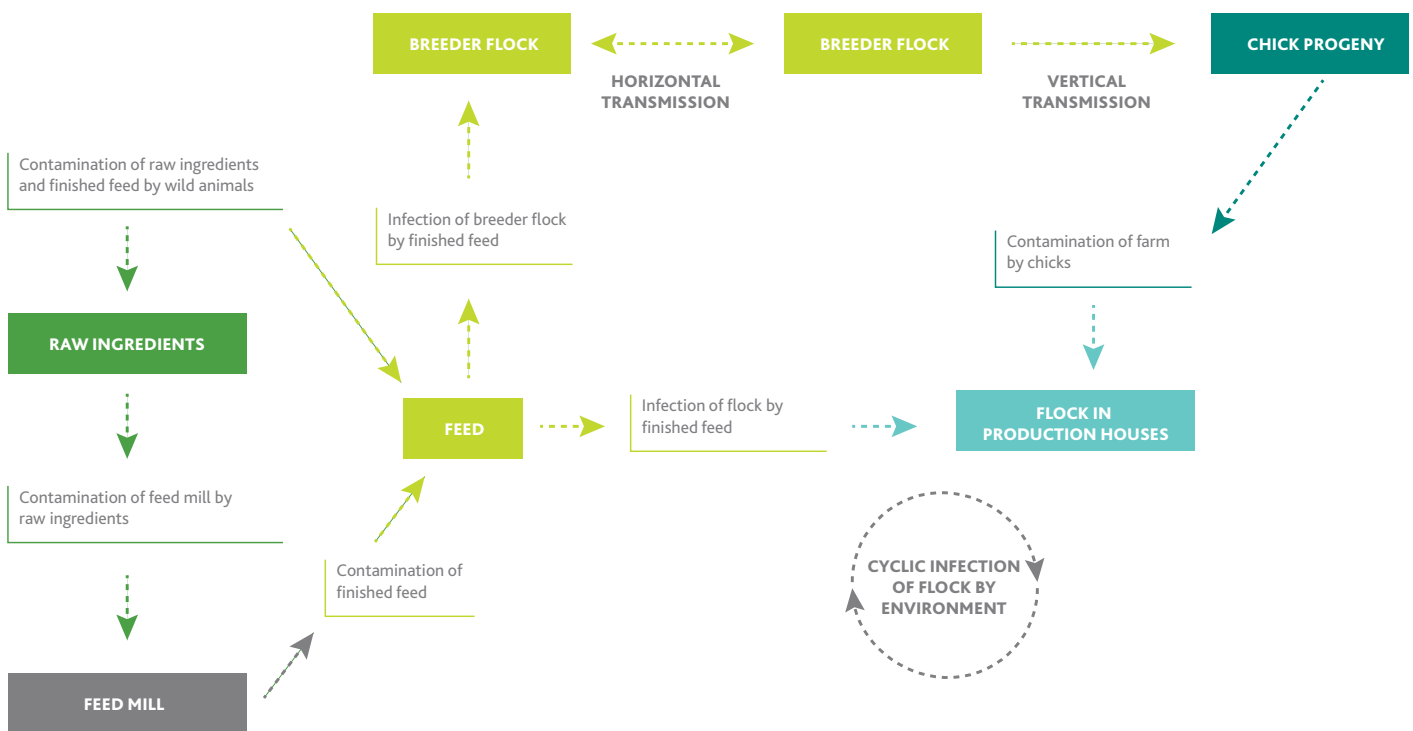 BREEDER FLOCK
HORIZONTAL
TRANSMISSION
BREEDER FLOCK
VERTICAL
TRANSMISSION
CHICK PROGENY
Contamination of raw ingredients
and finished feed by wild animals
Infection of breeder flock
by finished feed
Contamination of farm
by chicks
RAW INGREDIENTS
FEED
Infection of flock by
finished feed
FLOCK IN
PRODUCTION HOUSES
Contamination of feed mill by
raw ingredients
Contamination of
finished feed
CYCLIC INFECTION
OF FLOCK BY
ENVIRONMENT
FEED MILL